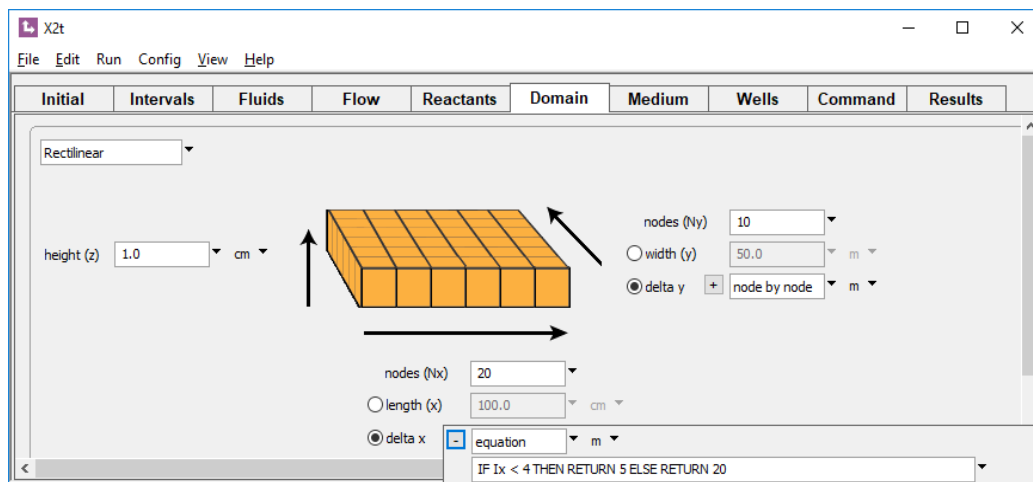 X2t
File Edit Run Config View Help
Initial Intervals Fluids Flow Reactants Domain Medium Wells Command Results
Rectilinear
nodes (Ny) 10
height (z) 1.0 cm
width (y) 50.0 m
delta y + node by node m
nodes (Nx) 20
length (x) 100.0 cm
delta x - equation m
IF Ix < 4 THEN RETURN 5 ELSE RETURN 20